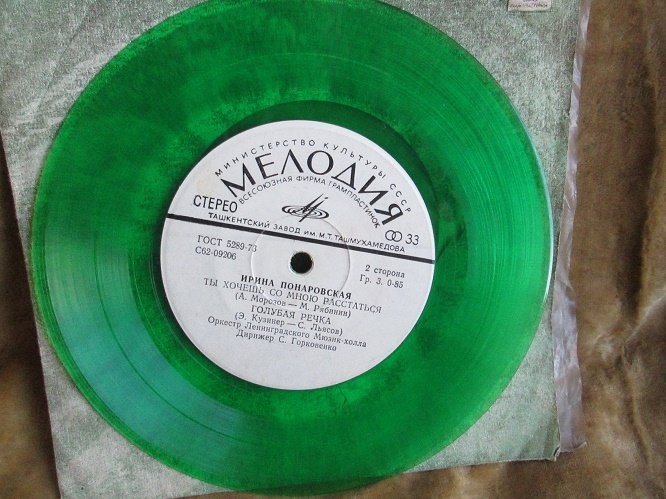 МИНИСТЕРСТВО КУЛЬТУРЫ СССР
МЕЛОДИЯ
ВСЕСОЮЗНАЯ ФИРМА ГРАМПЛАСТИНОК
СТЕРЕО
33
ТАШКЕНТСКИЙ ЗАВОД ИМ. М.Т. ТАШМУХАМЕДОВА
ГОСТ 5289-73
С62-09206
2 сторона
Гр. 3. 0-85
ИРИНА ПОНАРОВСКАЯ
ТЫ ХОЧЕШЬ СО МНОЮ РАССТАТЬСЯ
(А. Морозов — М. Рябинин)
ГОЛУБАЯ РЕЧКА
(Э. Кузинер — С. Льясов)
Оркестр Ленинградского Мюзик-холла
Дирижер С. Горковенко